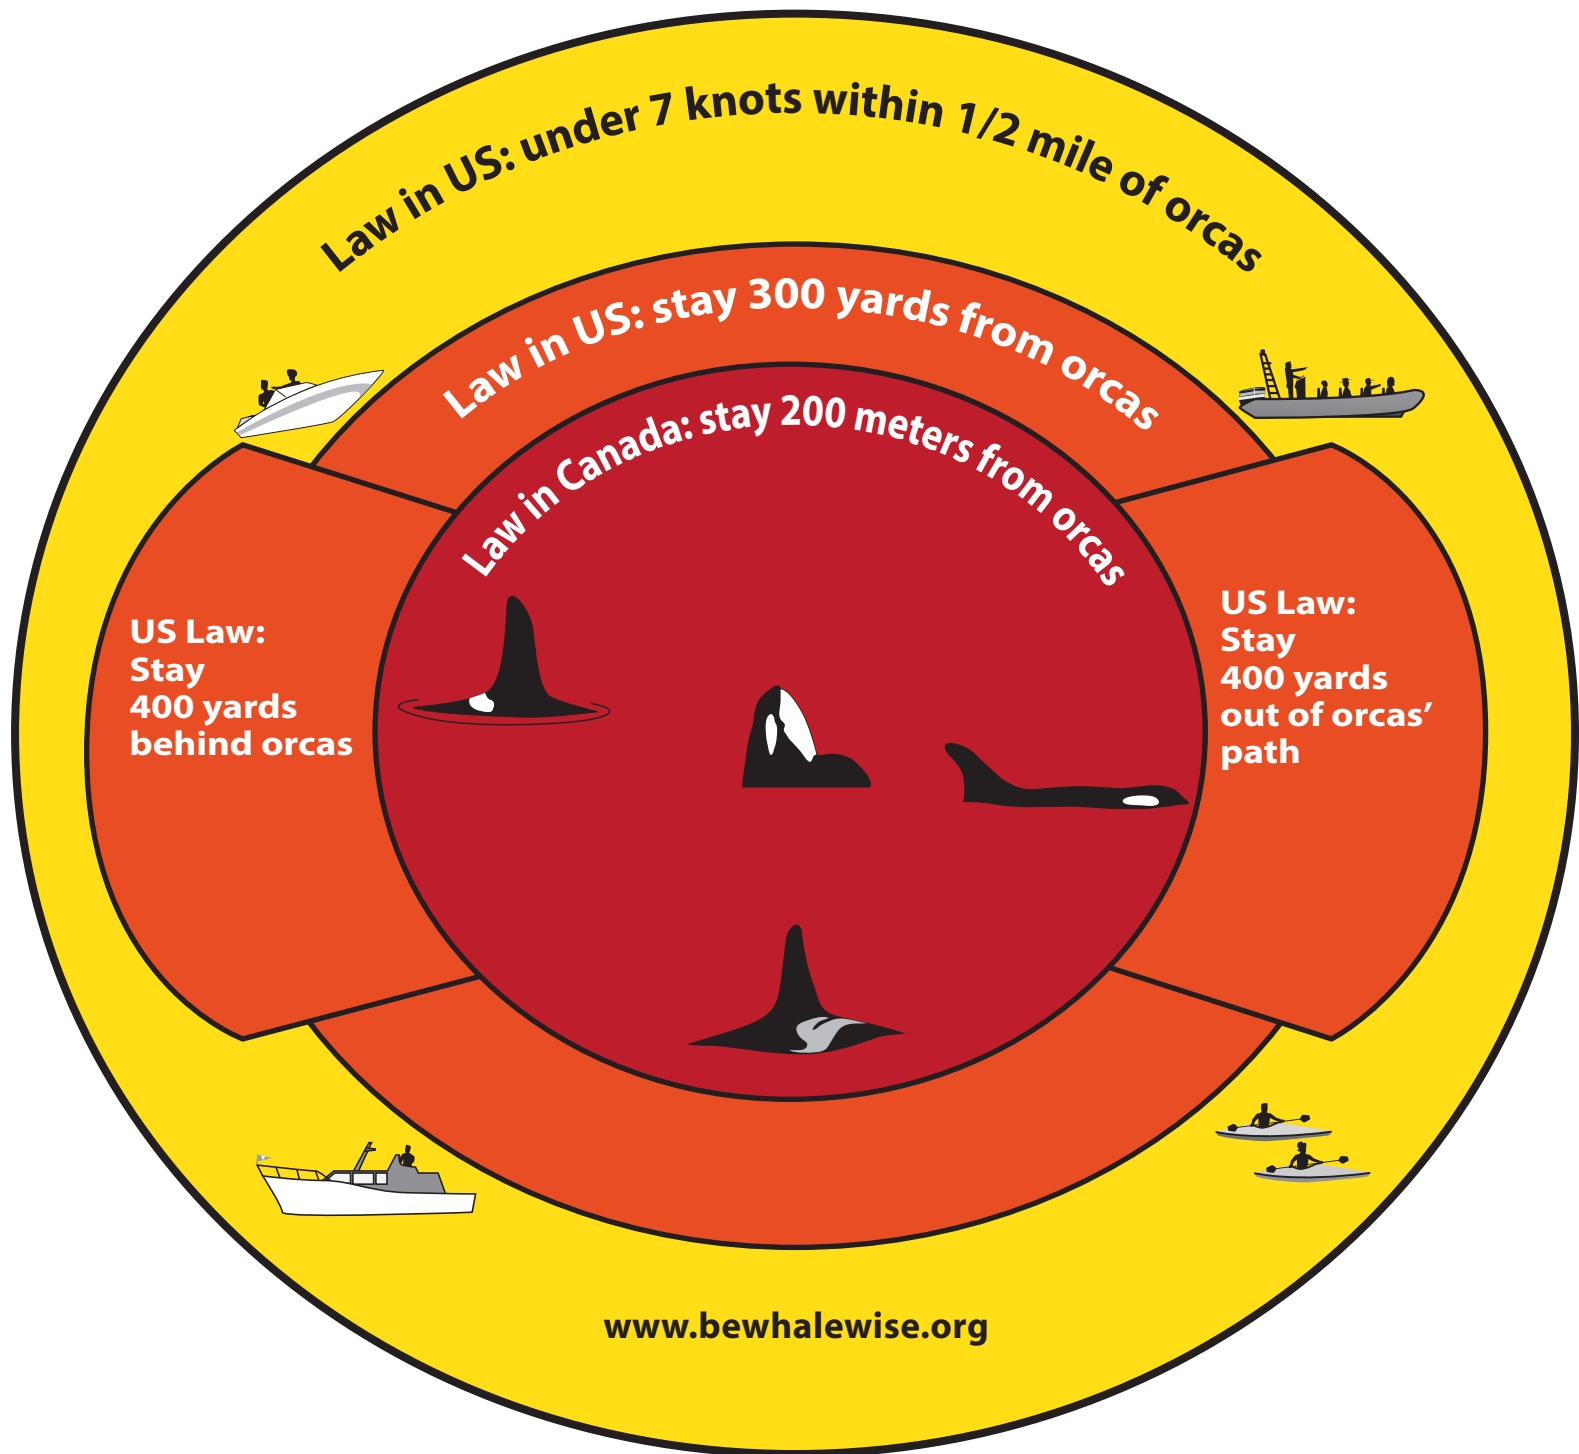 Law in US: under 7 knots within 1/2 mile of orcas
Law in US: stay 300 yards from orcas
Law in Canada: stay 200 meters from orcas
US Law:
Stay
400 yards
behind orcas
US Law:
Stay
400 yards
out of orcas’
path
www.bewhalewise.org